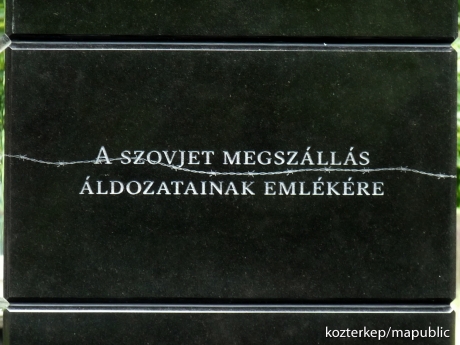 A SZOVJET MEGSZÁLLÁS
ÁLDOZATAINAK EMLÉKÉRE
kozterkep/mapublic